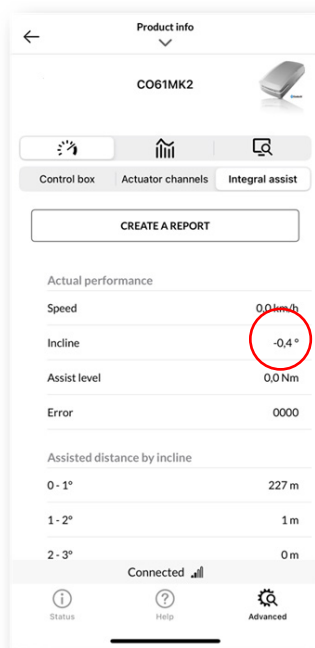 Product info
CO61MK2
Control box Actuator channels Integral assist
CREATE A REPORT
Actual performance
Speed 0,0 km/h
Incline -0,4 °
Assist level 0,0 Nm
Error 0000
Assisted distance by incline
0 - 1° 227 m
1 - 2° 1 m
2 - 3° 0 m
Connected
Status Help Advanced